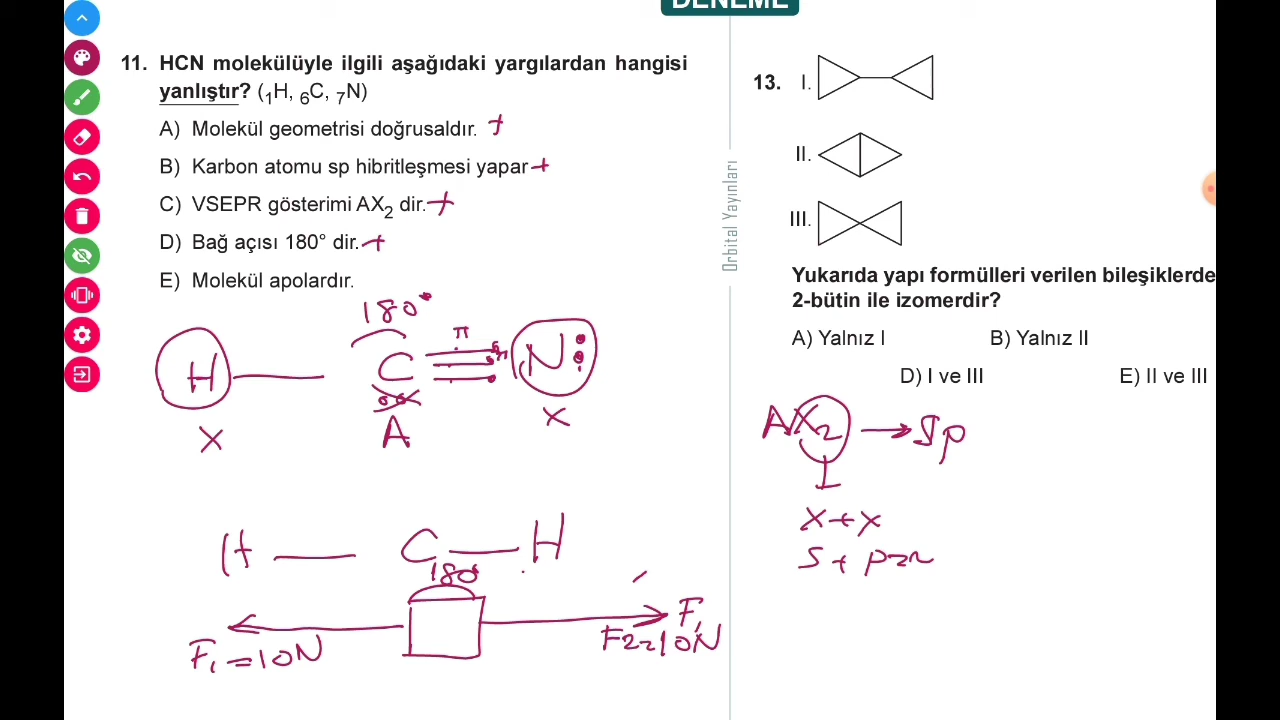 DENEME
11. HCN molekülüyle ilgili aşağıdaki yargılardan hangisi
yanlıştır? (₁H, ₆C, ₇N)
A) Molekül geometrisi doğrusaldır. +
B) Karbon atomu sp hibritleşmesi yapar +
C) VSEPR gösterimi AX₂ dir. +
D) Bağ açısı 180° dir. +
E) Molekül apolardır.
180°
π
H C N
X A X
H C H
180°
F₁=10N
F2=10N
F₁
Orbital Yayınları
13. I.
II.
III.
Yukarıda yapı formülleri verilen bileşiklerde
2-bütin ile izomerdir?
A) Yalnız I B) Yalnız II
D) I ve III E) II ve III
AX₂ → Sp
X+X
S + P